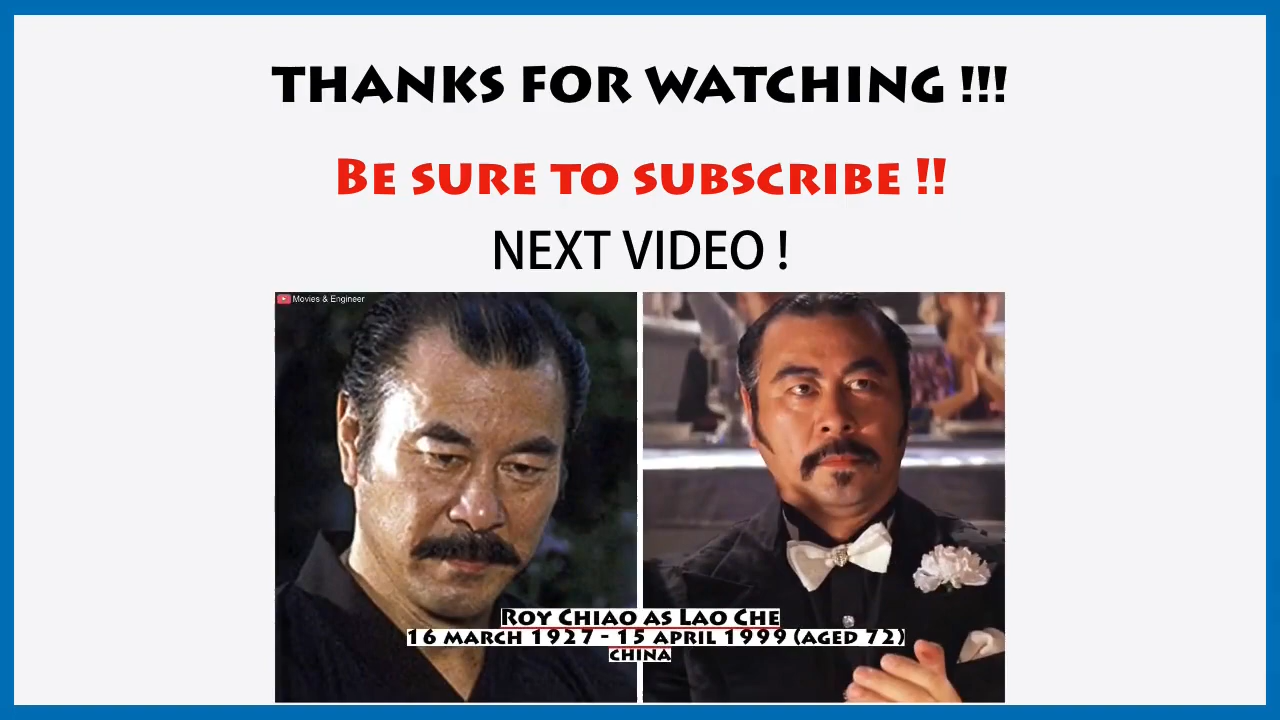 THANKS FOR WATCHING !!!
BE SURE TO SUBSCRIBE !!
NEXT VIDEO !
Movies & Engineer
ROY CHIAO AS LAO CHE
16 MARCH 1927 - 15 APRIL 1999 (AGED 72)
CHINA